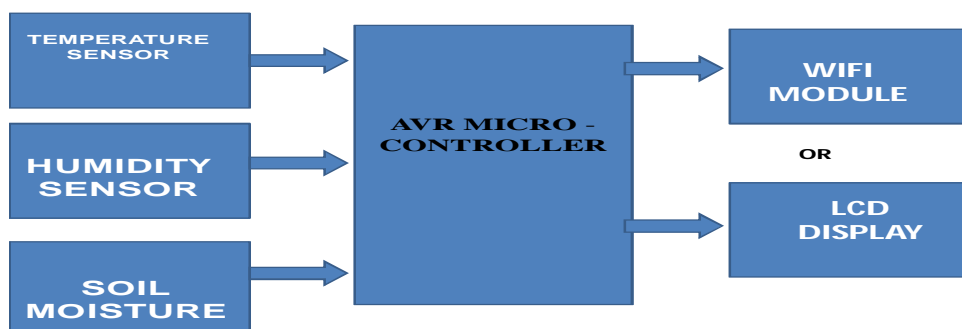 TEMPERATURE
SENSOR
HUMIDITY
SENSOR
SOIL
MOISTURE
AVR MICRO -
CONTROLLER
WIFI
MODULE
OR
LCD
DISPLAY